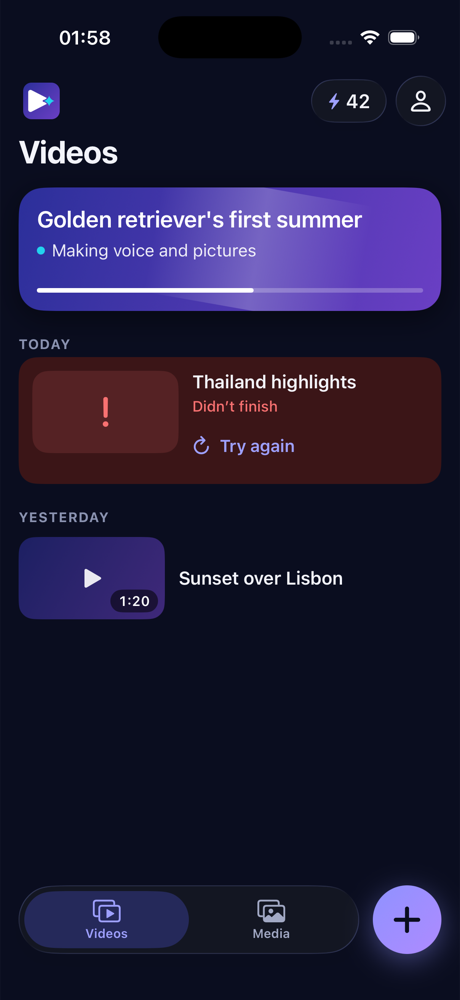 01:58
42
Videos
Golden retriever's first summer
Making voice and pictures
TODAY
Thailand highlights
Didn’t finish
Try again
YESTERDAY
1:20
Sunset over Lisbon
Videos
Media